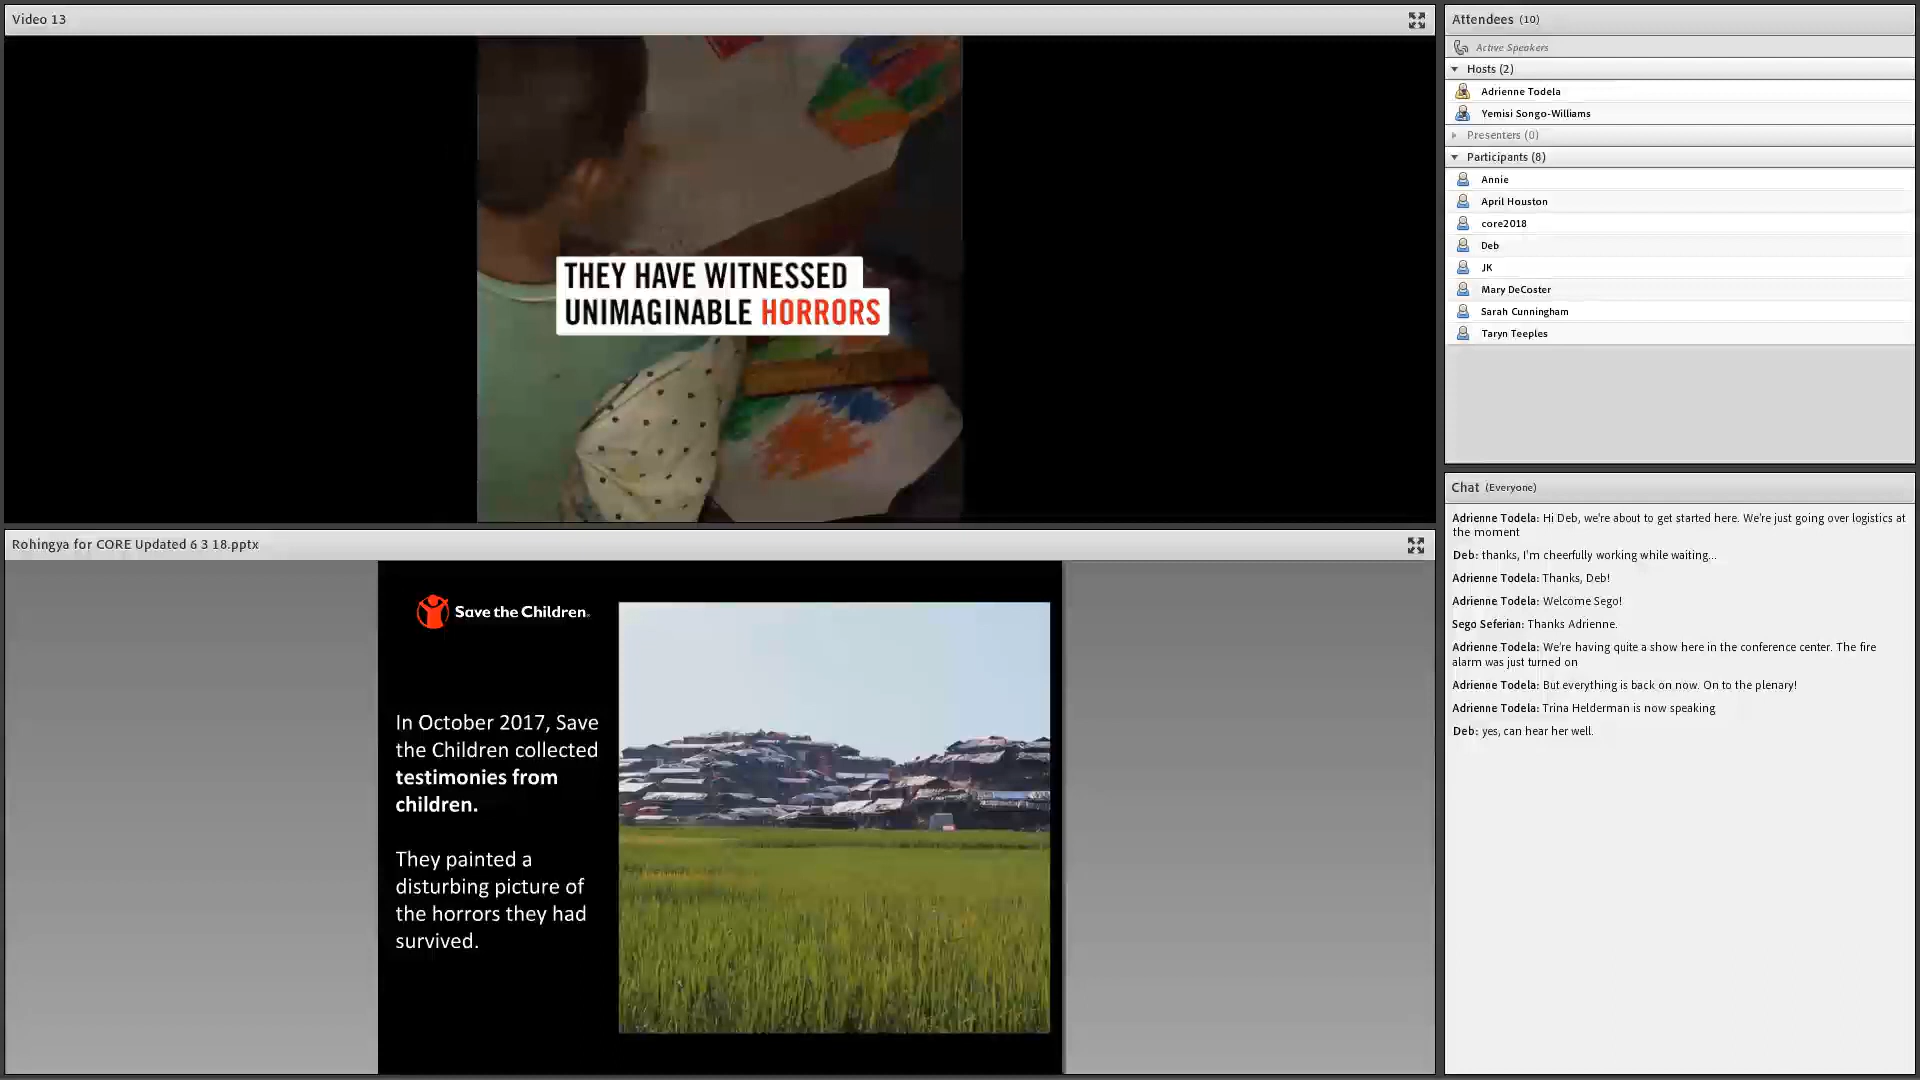 Video 13
THEY HAVE WITNESSED
UNIMAGINABLE HORRORS
Rohingya for CORE Updated 6 3 18.pptx
Save the Children.
In October 2017, Save
the Children collected
testimonies from
children.
They painted a
disturbing picture of
the horrors they had
survived.
Attendees (10)
Active Speakers
Hosts (2)
Adrienne Todela
Yemisi Songo-Williams
Presenters (0)
Participants (8)
Annie
April Houston
core2018
Deb
JK
Mary DeCoster
Sarah Cunningham
Taryn Teeples
Chat (Everyone)
Adrienne Todela: Hi Deb, we're about to get started here. We're just going over logistics at
the moment
Deb: thanks, I'm cheerfully working while waiting...
Adrienne Todela: Thanks, Deb!
Adrienne Todela: Welcome Sego!
Sego Seferian: Thanks Adrienne.
Adrienne Todela: We're having quite a show here in the conference center. The fire
alarm was just turned on
Adrienne Todela: But everything is back on now. On to the plenary!
Adrienne Todela: Trina Helderman is now speaking
Deb: yes, can hear her well.